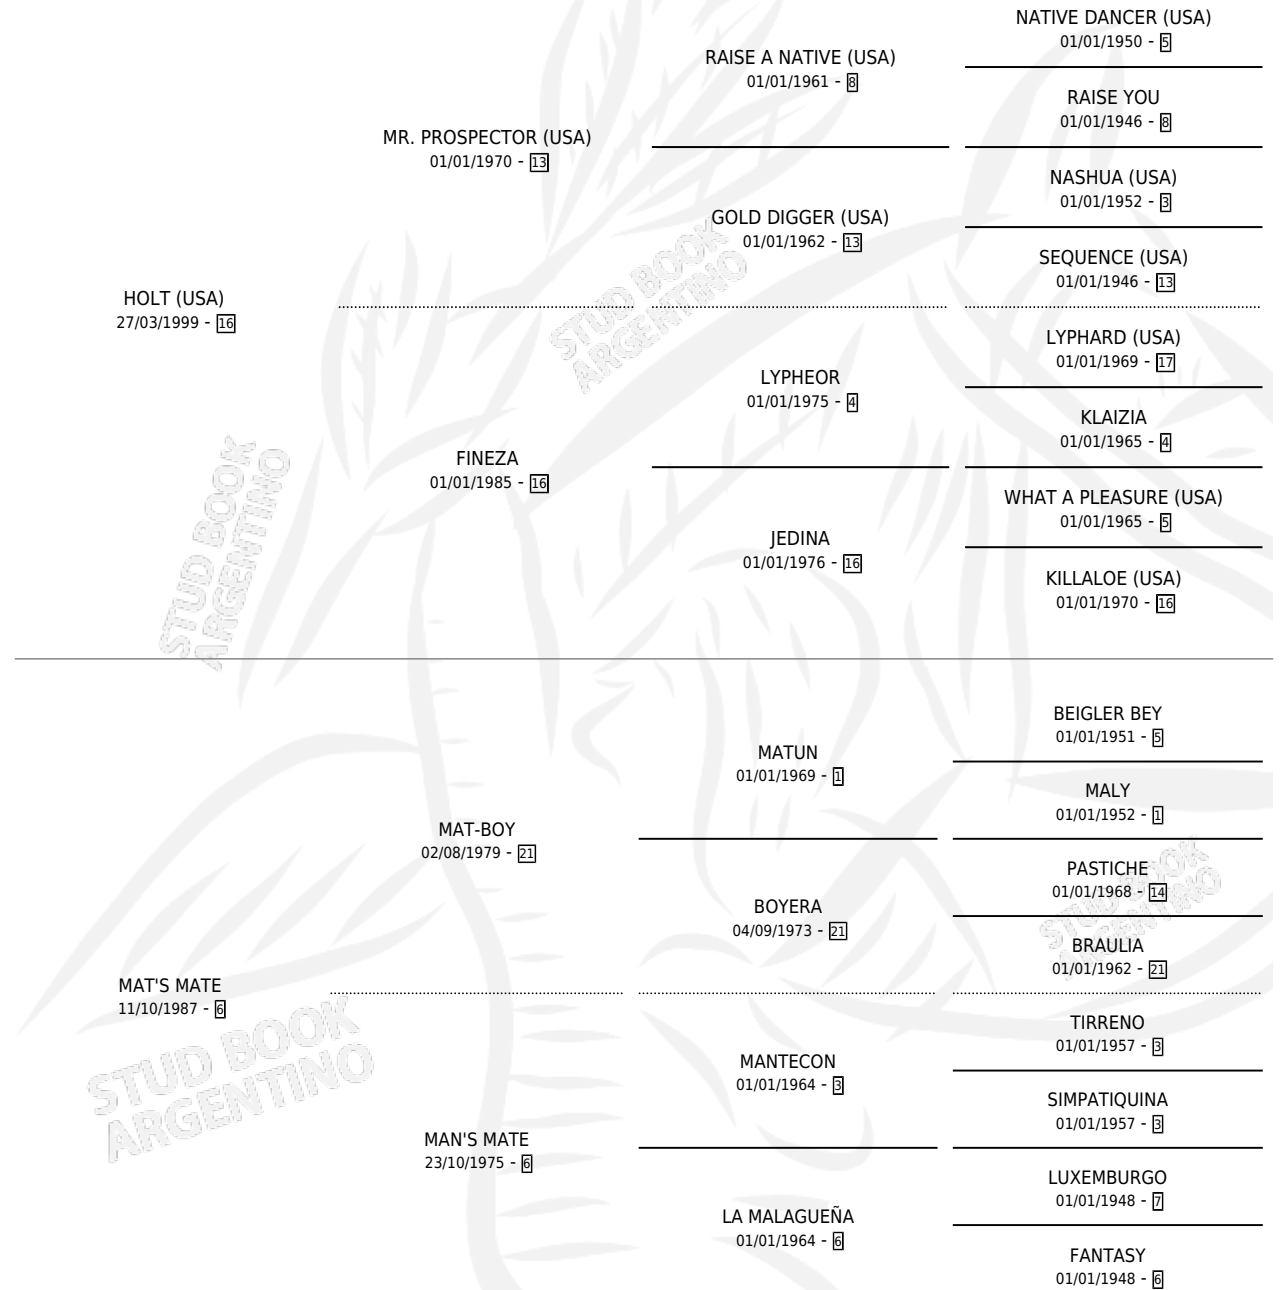 NATIVE DANCER (USA)
01/01/1950 - 5
RAISE A NATIVE (USA)
01/01/1961 - 8
RAISE YOU
01/01/1946 - 8
MR. PROSPECTOR (USA)
01/01/1970 - 13
NASHUA (USA)
01/01/1952 - 3
GOLD DIGGER (USA)
01/01/1962 - 13
SEQUENCE (USA)
01/01/1946 - 13
HOLT (USA)
27/03/1999 - 16
STUD BOOK
ARGENTINO
LYPHARD (USA)
01/01/1969 - 17
LYPHEOR
01/01/1975 - 4
KLAIZIA
01/01/1965 - 4
FINEZA
01/01/1985 - 16
WHAT A PLEASURE (USA)
01/01/1965 - 5
JEDINA
01/01/1976 - 16
KILLALOE (USA)
01/01/1970 - 16
STUD BOOK
ARGENTINO
BEIGLER BEY
01/01/1951 - 5
MATUN
01/01/1969 - 1
MALY
01/01/1952 - 1
MAT-BOY
02/08/1979 - 21
PASTICHE
01/01/1968 - 14
BOYERA
04/09/1973 - 21
BRAULIA
01/01/1962 - 21
STUD BOOK
ARGENTINO
MAT'S MATE
11/10/1987 - 6
STUD BOOK
ARGENTINO
TIRRENO
01/01/1957 - 3
MANTECON
01/01/1964 - 3
SIMPATIQUINA
01/01/1957 - 3
MAN'S MATE
23/10/1975 - 6
LUXEMBURGO
01/01/1948 - 7
LA MALAGUEÑA
01/01/1964 - 6
FANTASY
01/01/1948 - 6